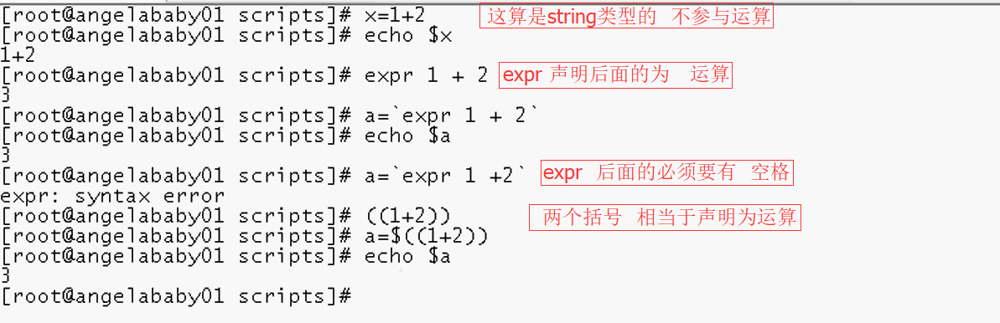 [root@angelababy01 scripts]# x=1+2 这算是string类型的 不参与运算
[root@angelababy01 scripts]# echo $x
1+2
[root@angelababy01 scripts]# expr 1 + 2 expr 声明后面的为 运算
3
[root@angelababy01 scripts]# a=`expr 1 + 2`
[root@angelababy01 scripts]# echo $a
3
[root@angelababy01 scripts]# a=`expr 1 +2` expr 后面的必须要有 空格
expr: syntax error
[root@angelababy01 scripts]# ((1+2)) 两个括号 相当于声明为运算
[root@angelababy01 scripts]# a=$((1+2))
[root@angelababy01 scripts]# echo $a
3
[root@angelababy01 scripts]#